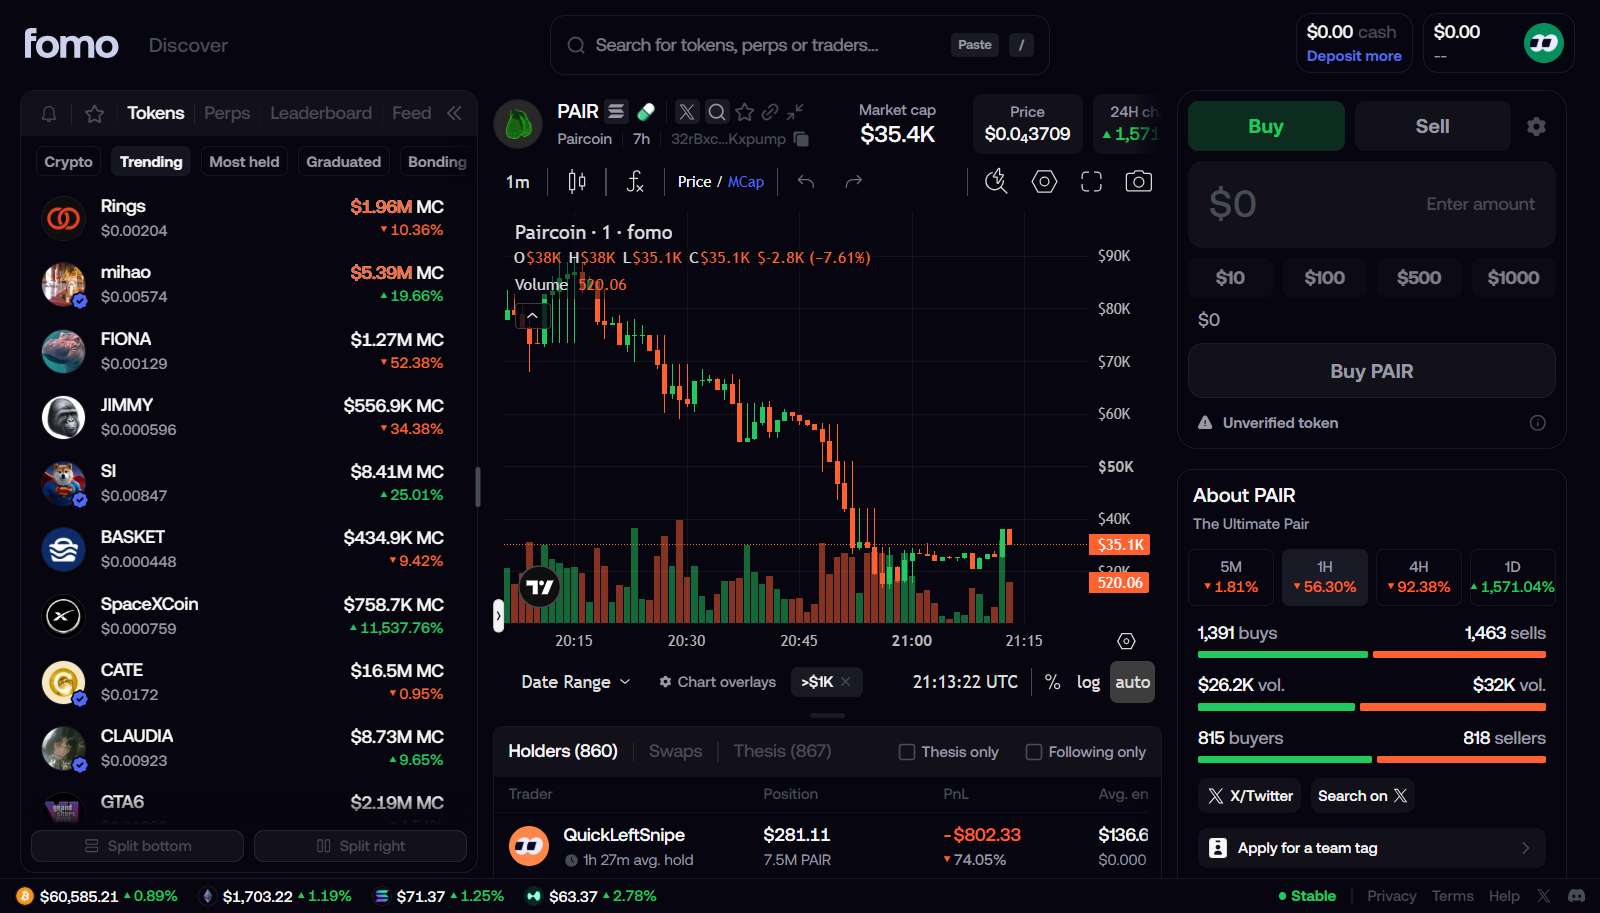 fomo
Discover
Search for tokens, perps or traders...
Paste
/
$0.00 cash
Deposit more
$0.00
--
Tokens
Perps
Leaderboard
Feed
Crypto
Trending
Most held
Graduated
Bonding
Rings
$0.00204
$1.96M MC
10.36%
mihao
$0.00574
$5.39M MC
19.66%
FIONA
$0.00129
$1.27M MC
52.38%
JIMMY
$0.000596
$556.9K MC
34.38%
SI
$0.00847
$8.41M MC
25.01%
BASKET
$0.000448
$434.9K MC
9.42%
SpaceXCoin
$0.000759
$758.7K MC
11,537.76%
CATE
$0.0172
$16.5M MC
0.95%
CLAUDIA
$0.00923
$8.73M MC
9.65%
GTA6
$2.19M MC
Split bottom
Split right
PAIR
Paircoin
7h
32rBxc...Kxpump
Market cap
$35.4K
Price
$0.0₄3709
24H ch
1,571
1m
Price / MCap
Paircoin · 1 · fomo
O$38K H$38K L$35.1K C$35.1K $-2.8K (−7.61%)
Volume 520.06
$90K
$80K
$70K
$60K
$50K
$40K
$35.1K
520.06
20:15
20:30
20:45
21:00
21:15
Date Range
Chart overlays
>$1K
21:13:22 UTC
%
log
auto
Holders (860)
Swaps
Thesis (867)
Thesis only
Following only
Trader
Position
PnL
Avg. en
QuickLeftSnipe
1h 27m avg. hold
$281.11
7.5M PAIR
-$802.33
74.05%
$136.6
$0.000
Buy
Sell
$0
Enter amount
$10
$100
$500
$1000
$0
Buy PAIR
Unverified token
About PAIR
The Ultimate Pair
5M
1.81%
1H
56.30%
4H
92.38%
1D
1,571.04%
1,391 buys
1,463 sells
$26.2K vol.
$32K vol.
815 buyers
818 sellers
X/Twitter
Search on X
Apply for a team tag
$60,585.21 0.89%
$1,703.22 1.19%
$71.37 1.25%
$63.37 2.78%
Stable
Privacy
Terms
Help